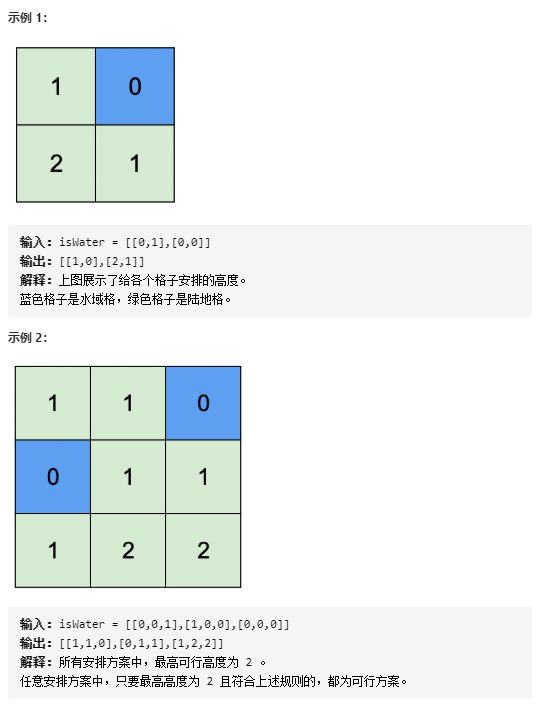 示例 1：
1 0
2 1
输入：isWater = [[0,1],[0,0]]
输出：[[1,0],[2,1]]
解释：上图展示了给各个格子安排的高度。
蓝色格子是水域格，绿色格子是陆地格。
示例 2：
1 1 0
0 1 1
1 2 2
输入：isWater = [[0,0,1],[1,0,0],[0,0,0]]
输出：[[1,1,0],[0,1,1],[1,2,2]]
解释：所有安排方案中，最高可行高度为 2 。
任意安排方案中，只要最高高度为 2 且符合上述规则的，都为可行方案。